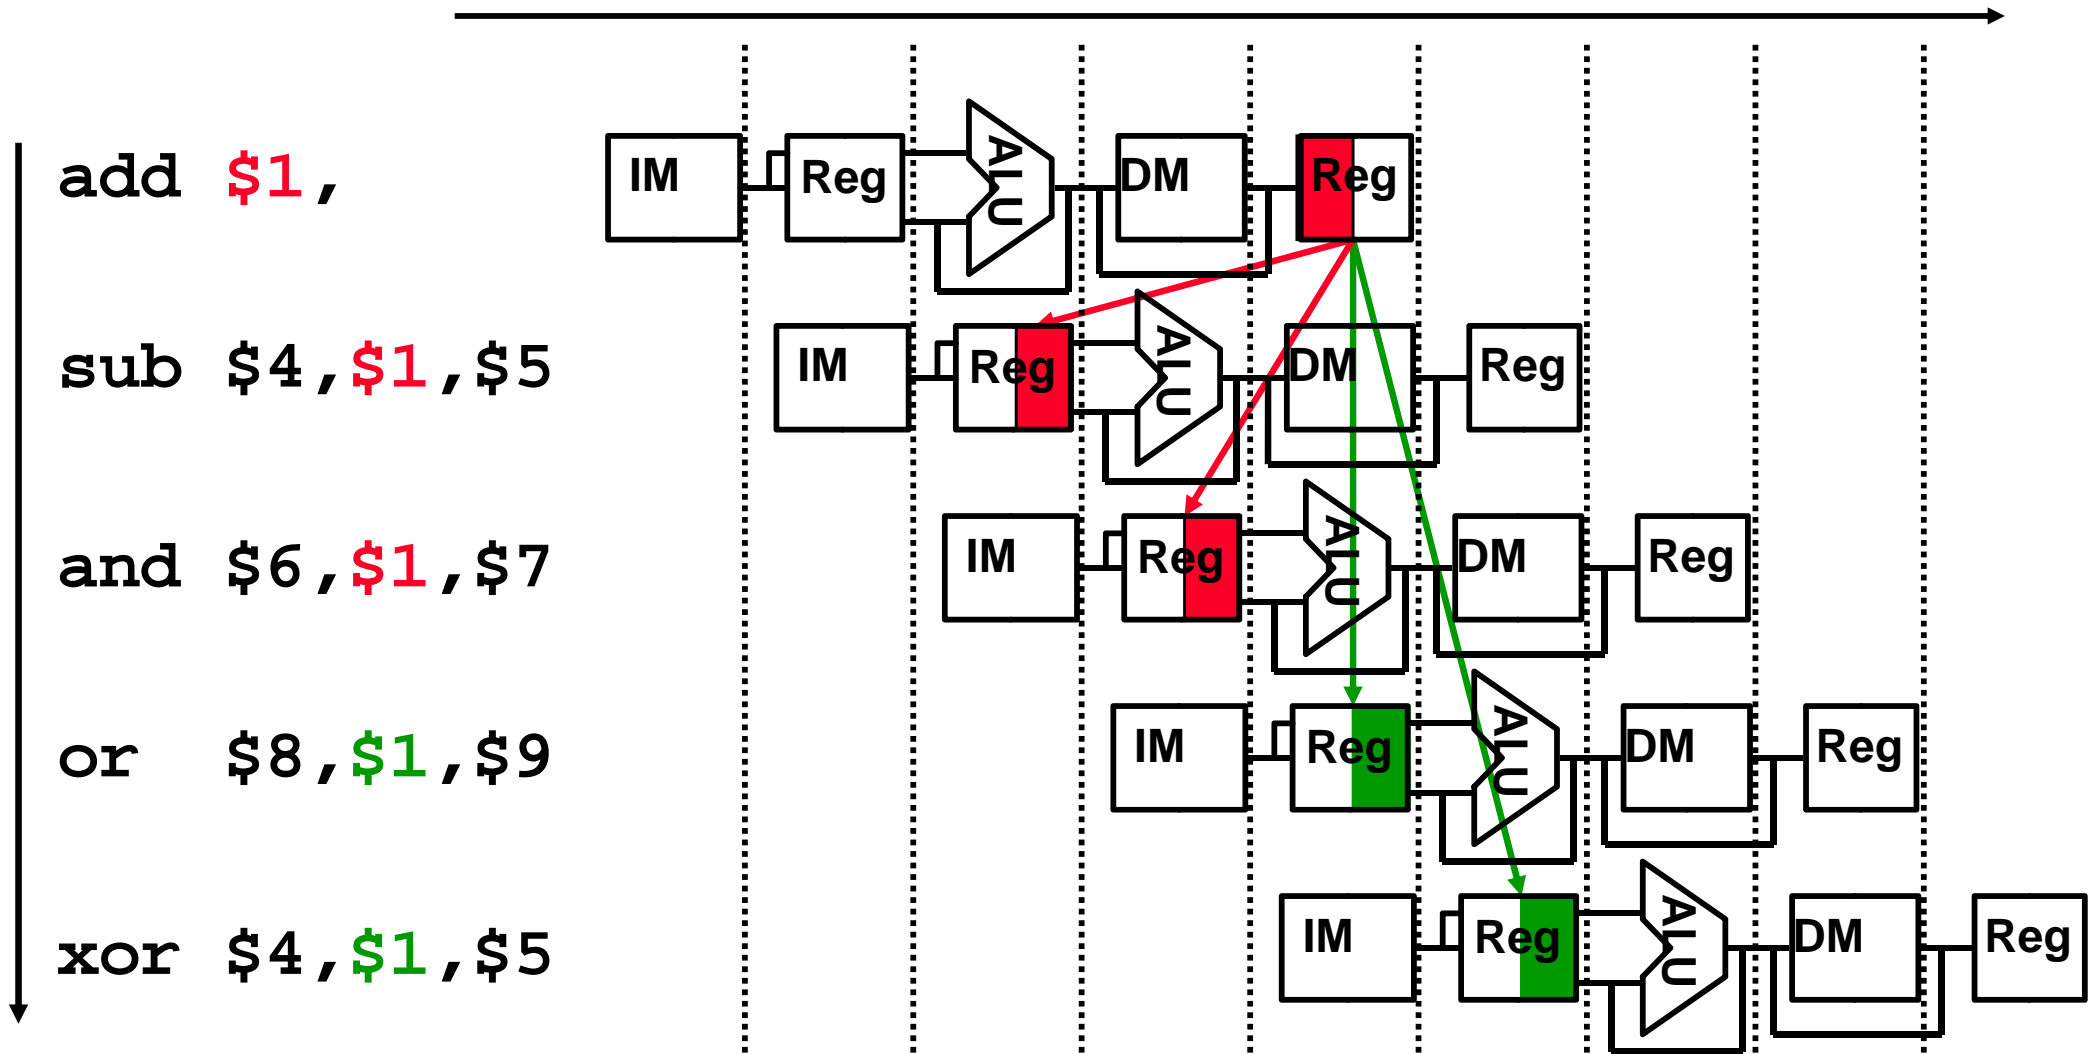 add $1, IM Reg ALU DM Reg
sub $4,$1,$5 IM Reg ALU DM Reg
and $6,$1,$7 IM Reg ALU DM Reg
or $8,$1,$9 IM Reg ALU DM Reg
xor $4,$1,$5 IM Reg ALU DM Reg